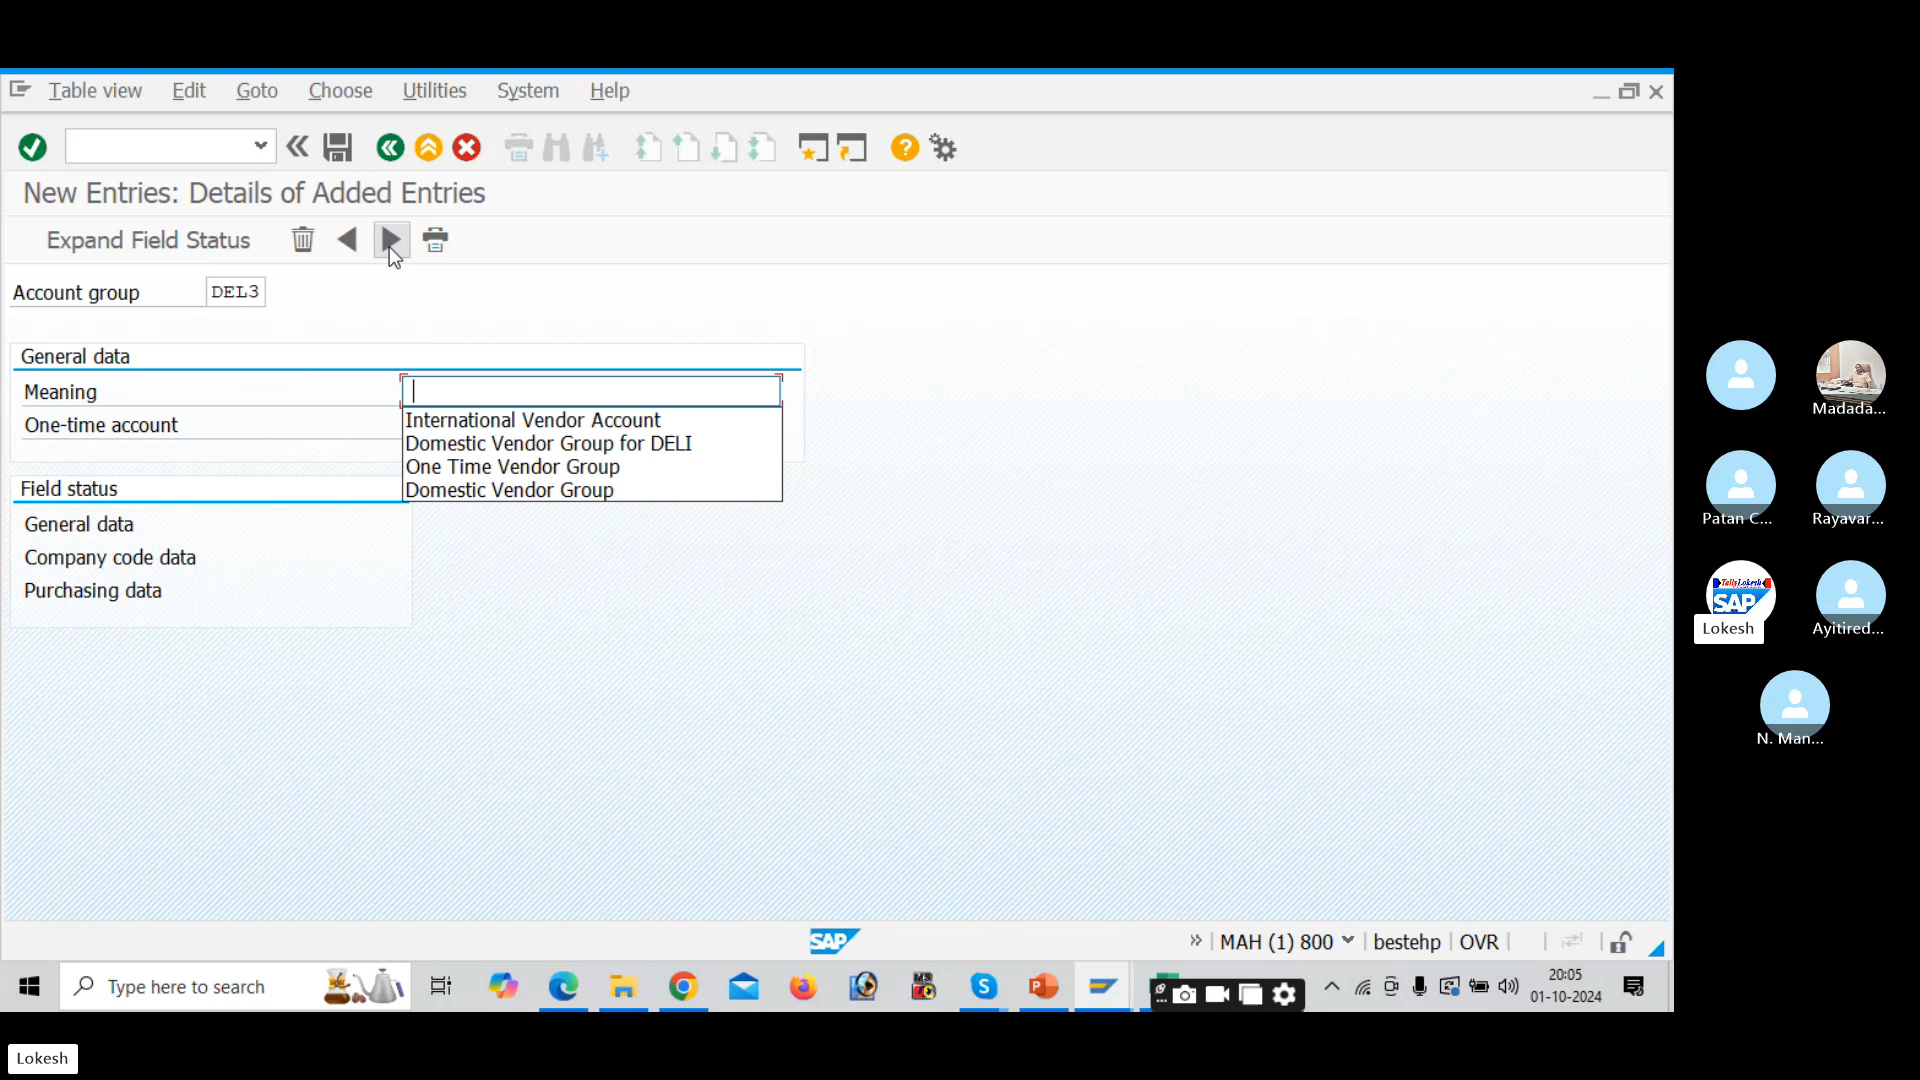 Table view Edit Goto Choose Utilities System Help
New Entries: Details of Added Entries
Expand Field Status
Account group DEL3
General data
Meaning
One-time account
International Vendor Account
Domestic Vendor Group for DELI
One Time Vendor Group
Domestic Vendor Group
Field status
General data
Company code data
Purchasing data
SAP
MAH (1) 800 bestehp OVR
Type here to search
20:05
01-10-2024
Madada...
Patan C...
Rayavar...
TallyLokesh
SAP
Lokesh
Ayitired...
N. Man...
Lokesh